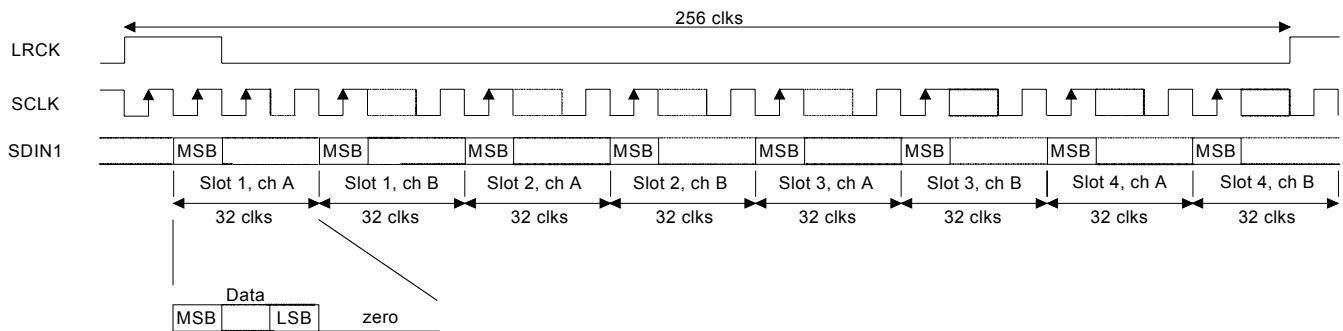 256 clks
LRCK
SCLK
SDIN1
MSB MSB MSB MSB MSB MSB MSB MSB
Slot 1, ch A Slot 1, ch B Slot 2, ch A Slot 2, ch B Slot 3, ch A Slot 3, ch B Slot 4, ch A Slot 4, ch B
32 clks 32 clks 32 clks 32 clks 32 clks 32 clks 32 clks 32 clks
Data
MSB LSB zero